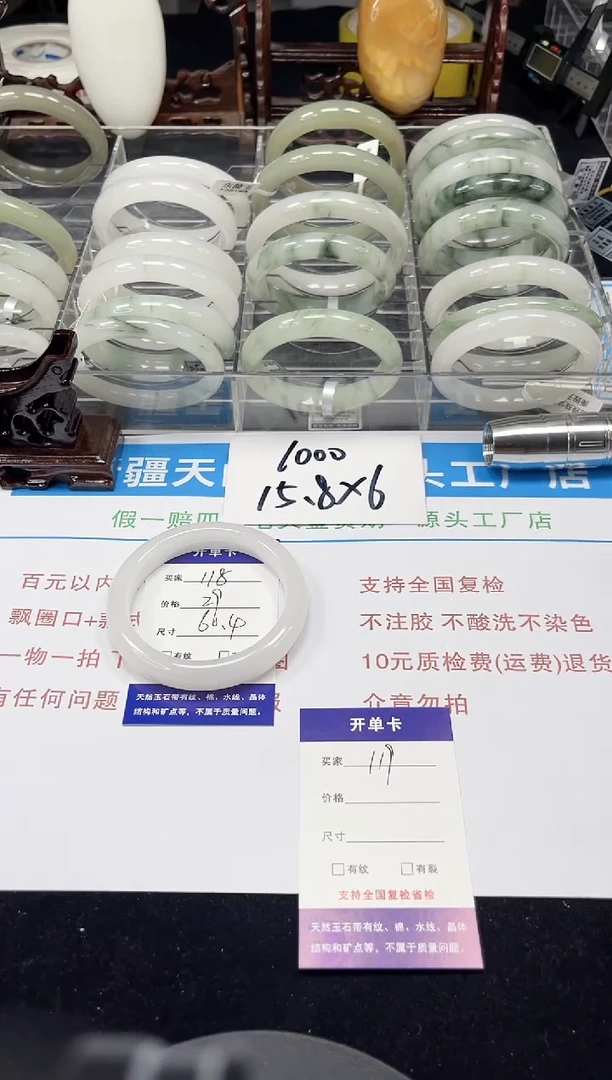 1000
15.8×6
疆天
头工厂店
假一赔四
源头工厂店
百元以内
支持全国复检
飘圈口+
不注胶 不酸洗不染色
一物一拍
10元质检费(运费)退货
有任何问题
介意勿拍
开单卡
买家 118
价格 29
尺寸
有纹
天然玉石带有纹、棉、水线、晶体
结构和矿点等，不属于质量问题。
开单卡
买家 119
价格
尺寸
有纹 有裂
支持全国复检省检
天然玉石带有纹、棉、水线、晶体
结构和矿点等，不属于质量问题。